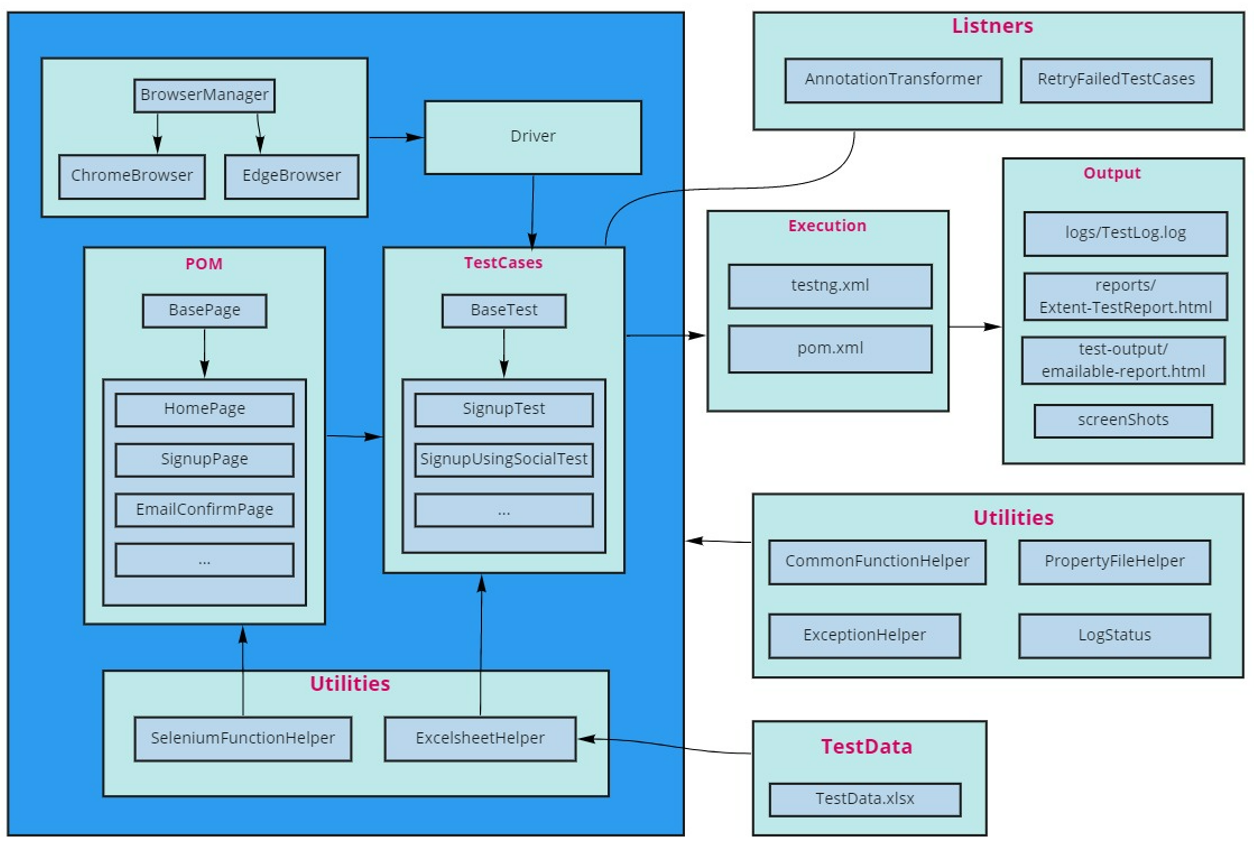 BrowserManager
ChromeBrowser
EdgeBrowser
Driver
POM
BasePage
HomePage
SignupPage
EmailConfirmPage
...
TestCases
BaseTest
SignupTest
SignupUsingSocialTest
...
Utilities
SeleniumFunctionHelper
ExcelsheetHelper
Listners
AnnotationTransformer
RetryFailedTestCases
Execution
testng.xml
pom.xml
Output
logs/TestLog.log
reports/
Extent-TestReport.html
test-output/
emailable-report.html
screenShots
Utilities
CommonFunctionHelper
PropertyFileHelper
ExceptionHelper
LogStatus
TestData
TestData.xlsx